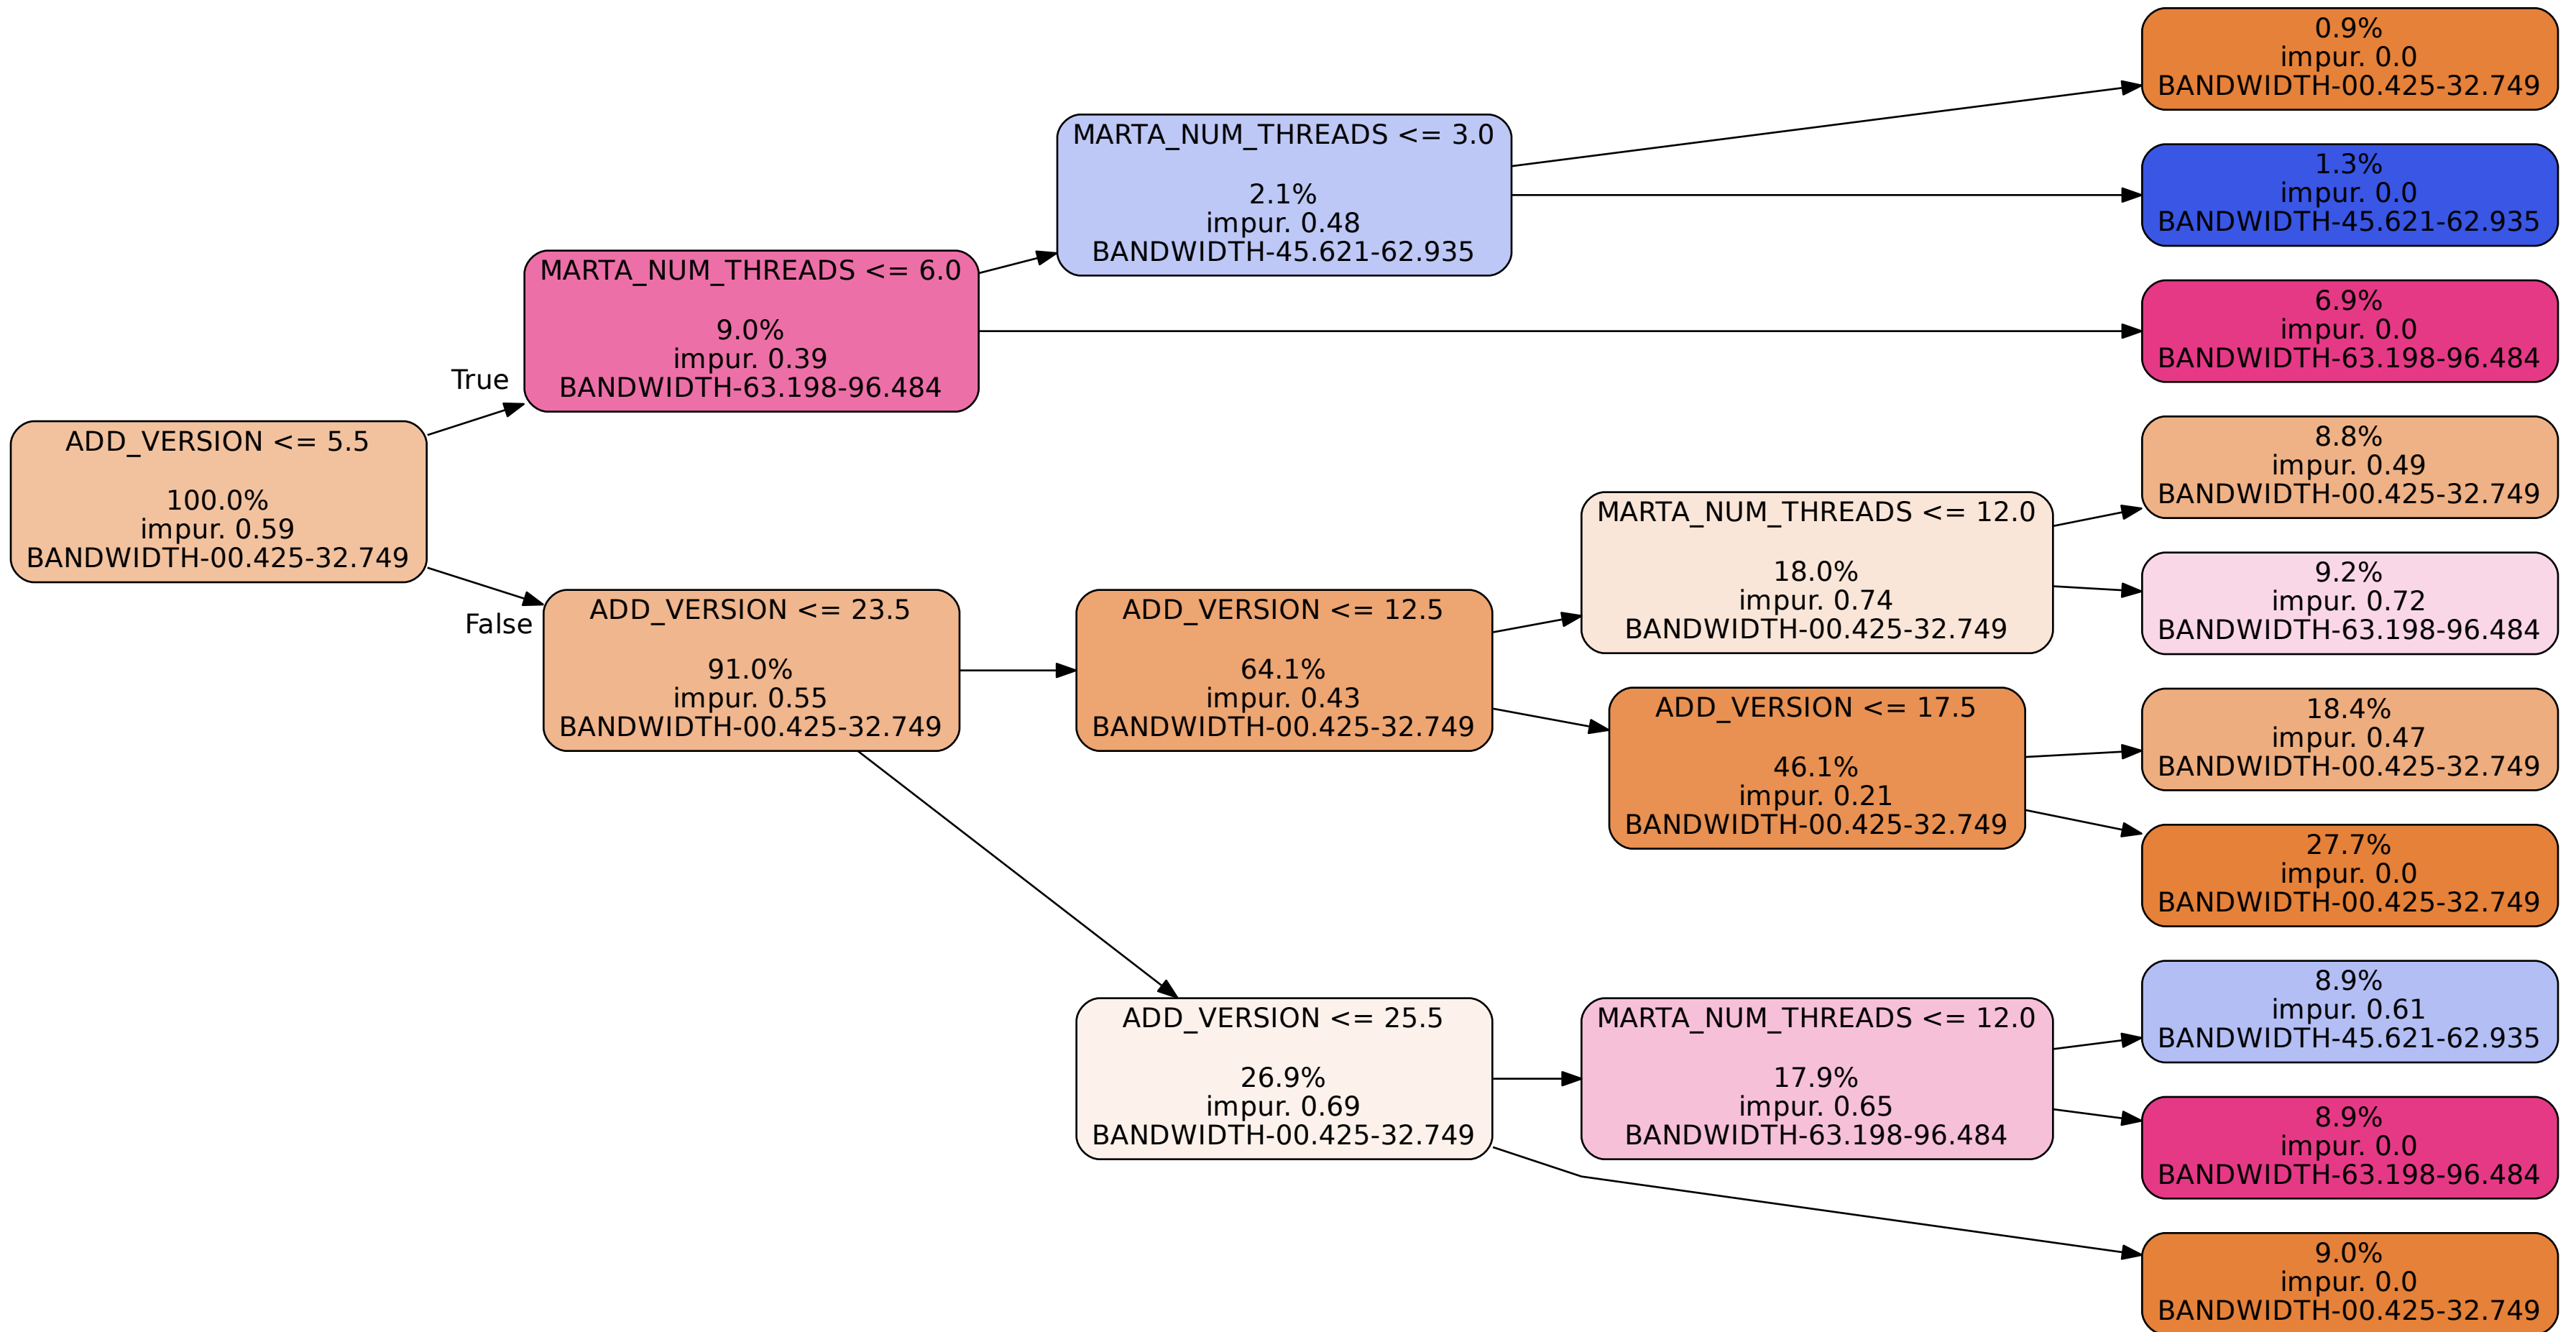 0.9%
impur. 0.0
BANDWIDTH-00.425-32.749
MARTA_NUM_THREADS <= 3.0
2.1%
impur. 0.48
BANDWIDTH-45.621-62.935
1.3%
impur. 0.0
BANDWIDTH-45.621-62.935
MARTA_NUM_THREADS <= 6.0
9.0%
impur. 0.39
BANDWIDTH-63.198-96.484
6.9%
impur. 0.0
BANDWIDTH-63.198-96.484
True
ADD_VERSION <= 5.5
100.0%
impur. 0.59
BANDWIDTH-00.425-32.749
False
8.8%
impur. 0.49
BANDWIDTH-00.425-32.749
MARTA_NUM_THREADS <= 12.0
18.0%
impur. 0.74
BANDWIDTH-00.425-32.749
9.2%
impur. 0.72
BANDWIDTH-63.198-96.484
ADD_VERSION <= 23.5
91.0%
impur. 0.55
BANDWIDTH-00.425-32.749
ADD_VERSION <= 12.5
64.1%
impur. 0.43
BANDWIDTH-00.425-32.749
ADD_VERSION <= 17.5
46.1%
impur. 0.21
BANDWIDTH-00.425-32.749
18.4%
impur. 0.47
BANDWIDTH-00.425-32.749
27.7%
impur. 0.0
BANDWIDTH-00.425-32.749
ADD_VERSION <= 25.5
26.9%
impur. 0.69
BANDWIDTH-00.425-32.749
MARTA_NUM_THREADS <= 12.0
17.9%
impur. 0.65
BANDWIDTH-63.198-96.484
8.9%
impur. 0.61
BANDWIDTH-45.621-62.935
8.9%
impur. 0.0
BANDWIDTH-63.198-96.484
9.0%
impur. 0.0
BANDWIDTH-00.425-32.749